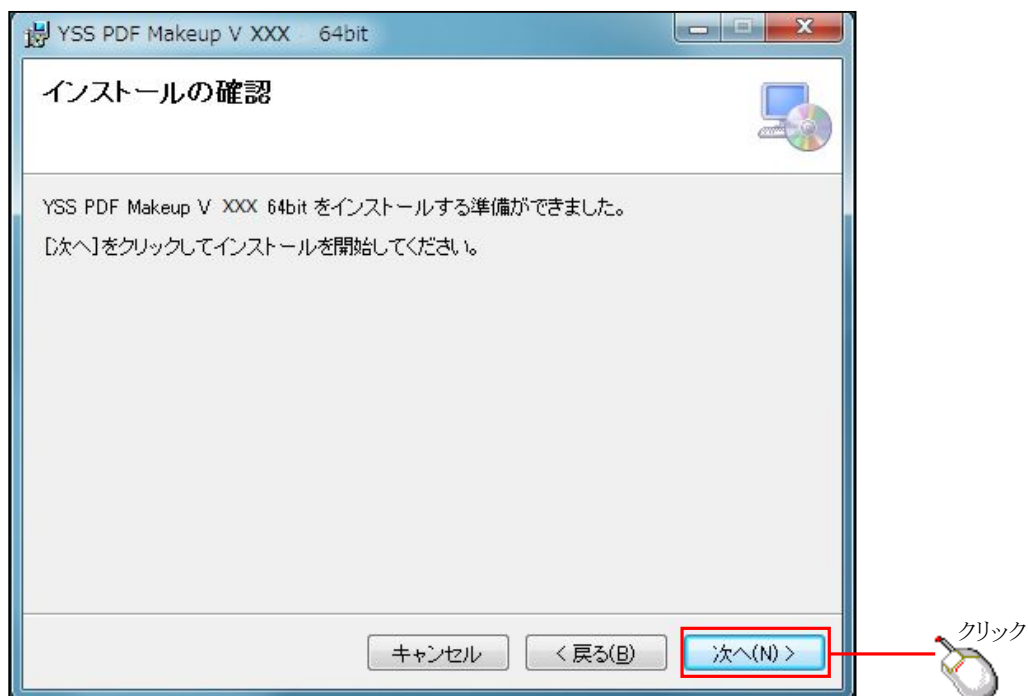 YSS PDF Makeup V XXX 64bit
インストールの確認
YSS PDF Makeup V XXX 64bit をインストールする準備ができました。
[次へ]をクリックしてインストールを開始してください。
キャンセル
< 戻る(B)
次へ(N) >
クリック